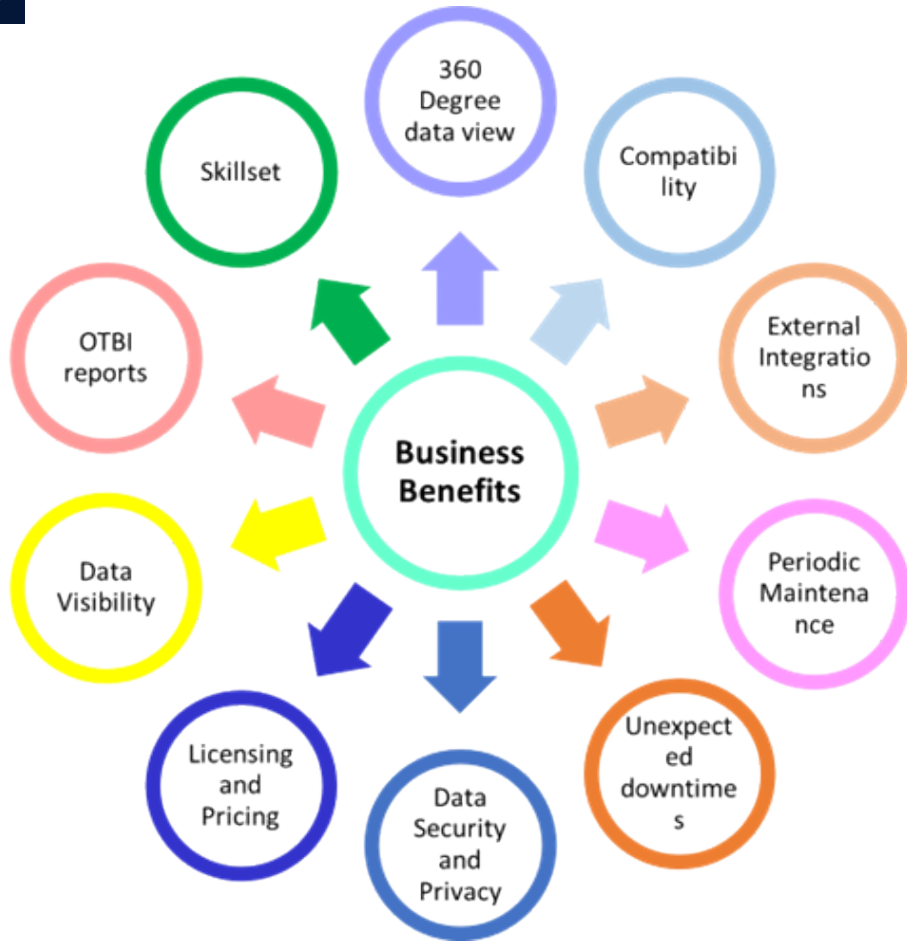 360
Degree
data view
Compatibi
lity
External
Integratio
ns
Periodic
Maintena
nce
Unexpect
ed
downtime
s
Data
Security
and
Privacy
Licensing
and
Pricing
Data
Visibility
OTBI
reports
Skillset
Business
Benefits